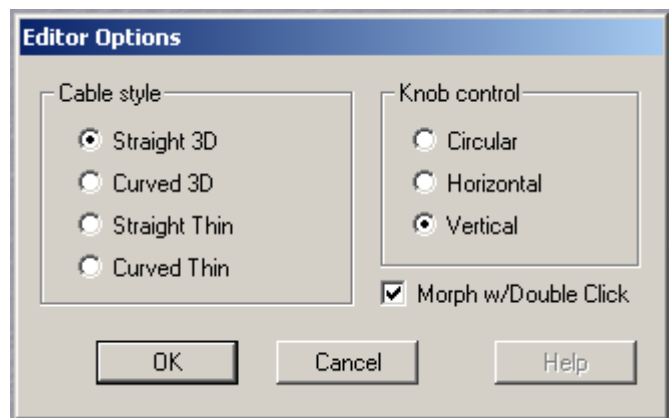 Editor Options
Cable style
Straight 3D
Curved 3D
Straight Thin
Curved Thin
Knob control
Circular
Horizontal
Vertical
Morph w/Double Click
OK
Cancel
Help